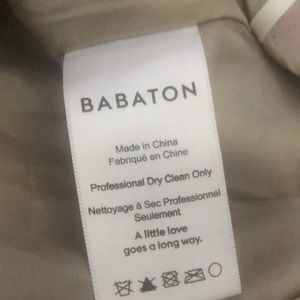 BABATON
Made in China
Fabriqué en Chine
Professional Dry Clean Only
Nettoyage à Sec Professionnel
Seulement
A little love
goes a long way.